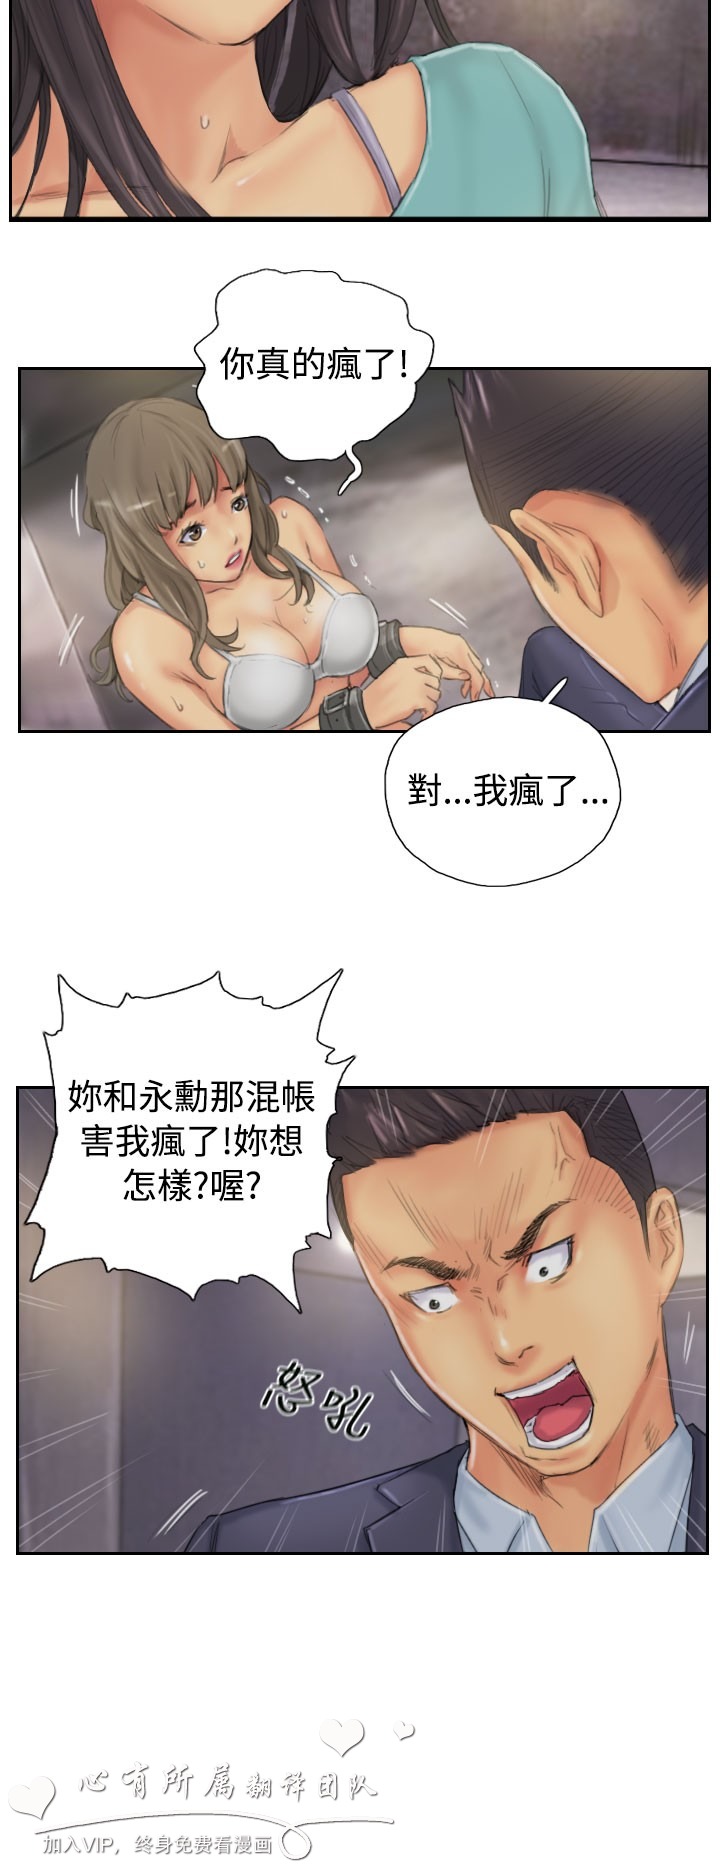 你真的瘋了!
對...我瘋了...
妳和永勳那混帳
害我瘋了!妳想
怎樣?喔?
怒吼
心有所属翻译团队
加入VIP，终身免费看漫画